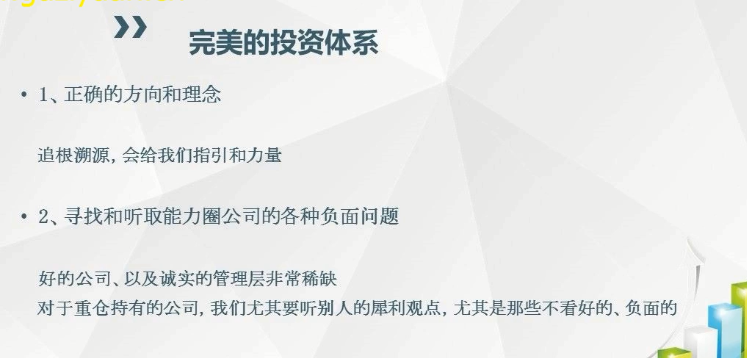 完美的投资体系
• 1、正确的方向和理念
追根溯源,会给我们指引和力量
• 2、寻找和听取能力圈公司的各种负面问题
好的公司、以及诚实的管理层非常稀缺
对于重仓持有的公司, 我们尤其要听别人的犀利观点, 尤其是那些不看好的、负面的